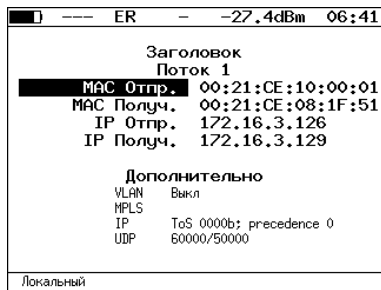 --- ER - -27.4dBm 06:41
Заголовок
Поток 1
MAC Отпр. 00:21:CE:10:00:01
MAC Получ. 00:21:CE:08:1F:51
IP Отпр. 172.16.3.126
IP Получ. 172.16.3.129
Дополнительно
VLAN Выкл
MPLS
IP ToS 0000b; precedence 0
UDP 60000/50000
Локальный